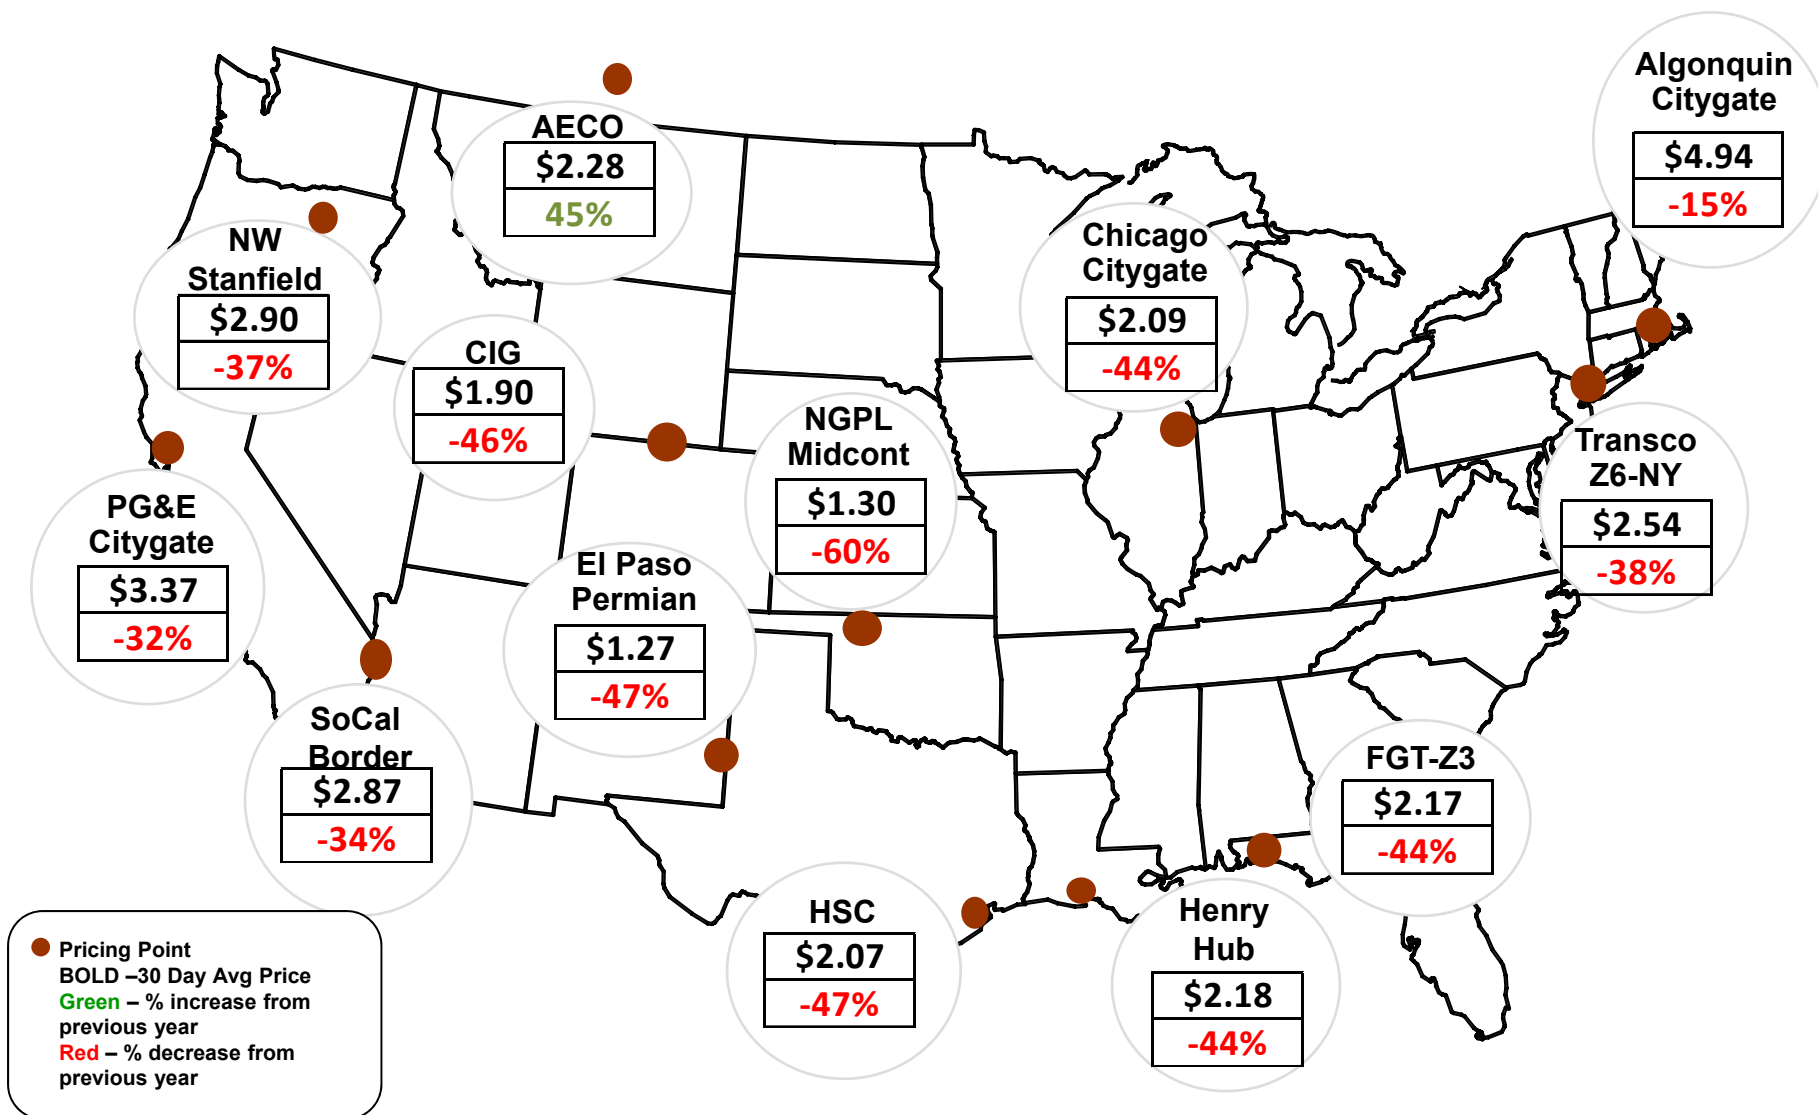 Algonquin
Citygate
$4.94
-15%
AECO
$2.28
45%
NW
Stanfield
$2.90
-37%
Chicago
Citygate
$2.09
-44%
CIG
$1.90
-46%
NGPL
Midcont
$1.30
-60%
Transco
Z6-NY
$2.54
-38%
PG&E
Citygate
$3.37
-32%
El Paso
Permian
$1.27
-47%
SoCal
Border
$2.87
-34%
FGT-Z3
$2.17
-44%
HSC
$2.07
-47%
Henry
Hub
$2.18
-44%
Pricing Point
BOLD –30 Day Avg Price
Green – % increase from
previous year
Red – % decrease from
previous year